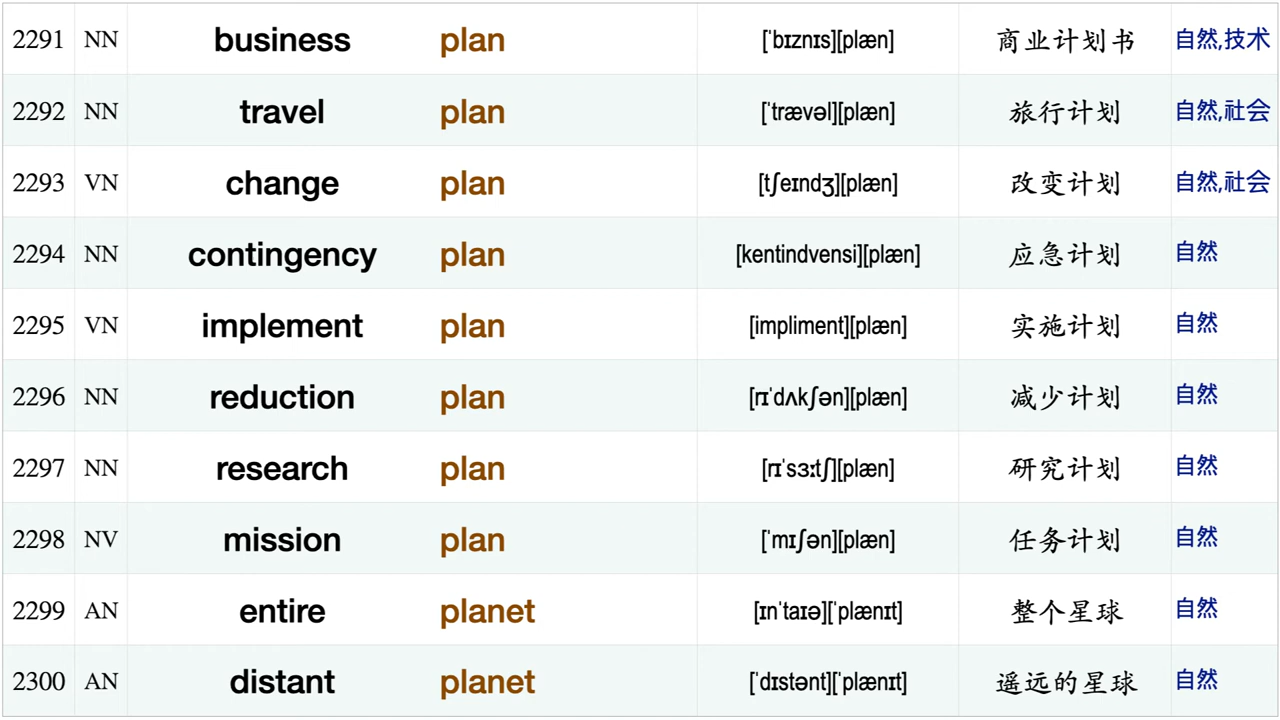 2291 NN business plan [ˈbɪznɪs][plæn] 商业计划书 自然,技术
2292 NN travel plan [ˈtrævəl][plæn] 旅行计划 自然,社会
2293 VN change plan [tʃeɪndʒ][plæn] 改变计划 自然,社会
2294 NN contingency plan [kentindvensi][plæn] 应急计划 自然
2295 VN implement plan [impliment][plæn] 实施计划 自然
2296 NN reduction plan [rɪˈdʌkʃən][plæn] 减少计划 自然
2297 NN research plan [rɪˈsɜːtʃ][plæn] 研究计划 自然
2298 NV mission plan [ˈmɪʃən][plæn] 任务计划 自然
2299 AN entire planet [ɪnˈtaɪə][ˈplænɪt] 整个星球 自然
2300 AN distant planet [ˈdɪstənt][ˈplænɪt] 遥远的星球 自然